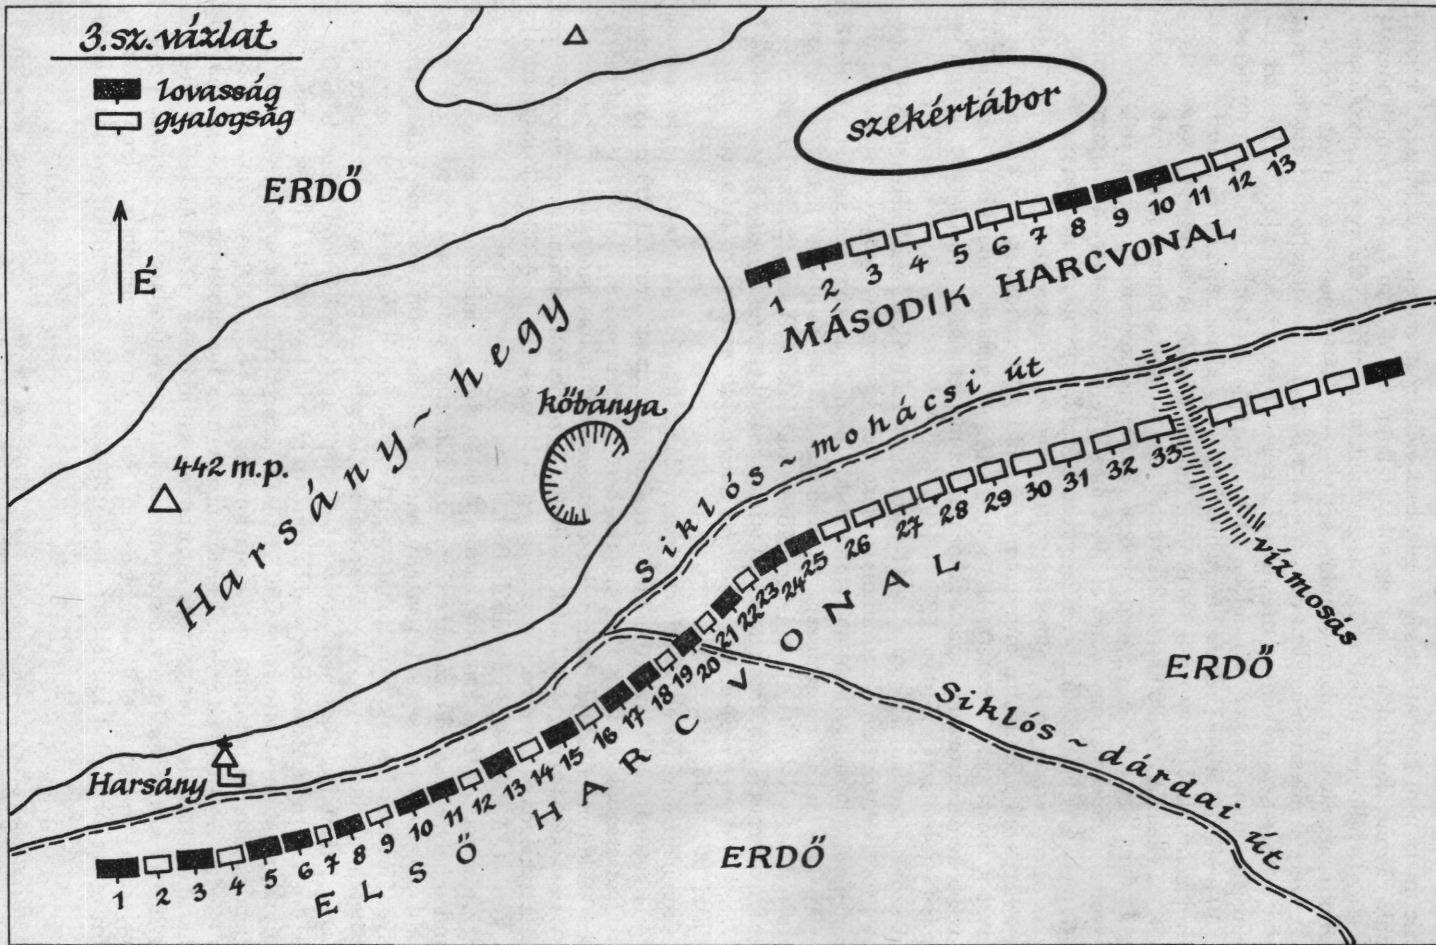 3.sz.vázlat
lovasság
gyalogság
ERDŐ
É
szekértábor
1 2 3 4 5 6 7 8 9 10 11 12 13
MÁSODIK HARCVONAL
Harsány-hegy
442 m.p.
kőbánya
Siklós-mohácsi út
vízmosás
ERDŐ
Siklós-dárdai út
Harsány
1 2 3 4 5 6 7 8 9 10 11 12 13 14 15 16 17 18 19 20 21 22 23 24 25 26 27 28 29 30 31 32 33
ELSŐ HARCVONAL
ERDŐ